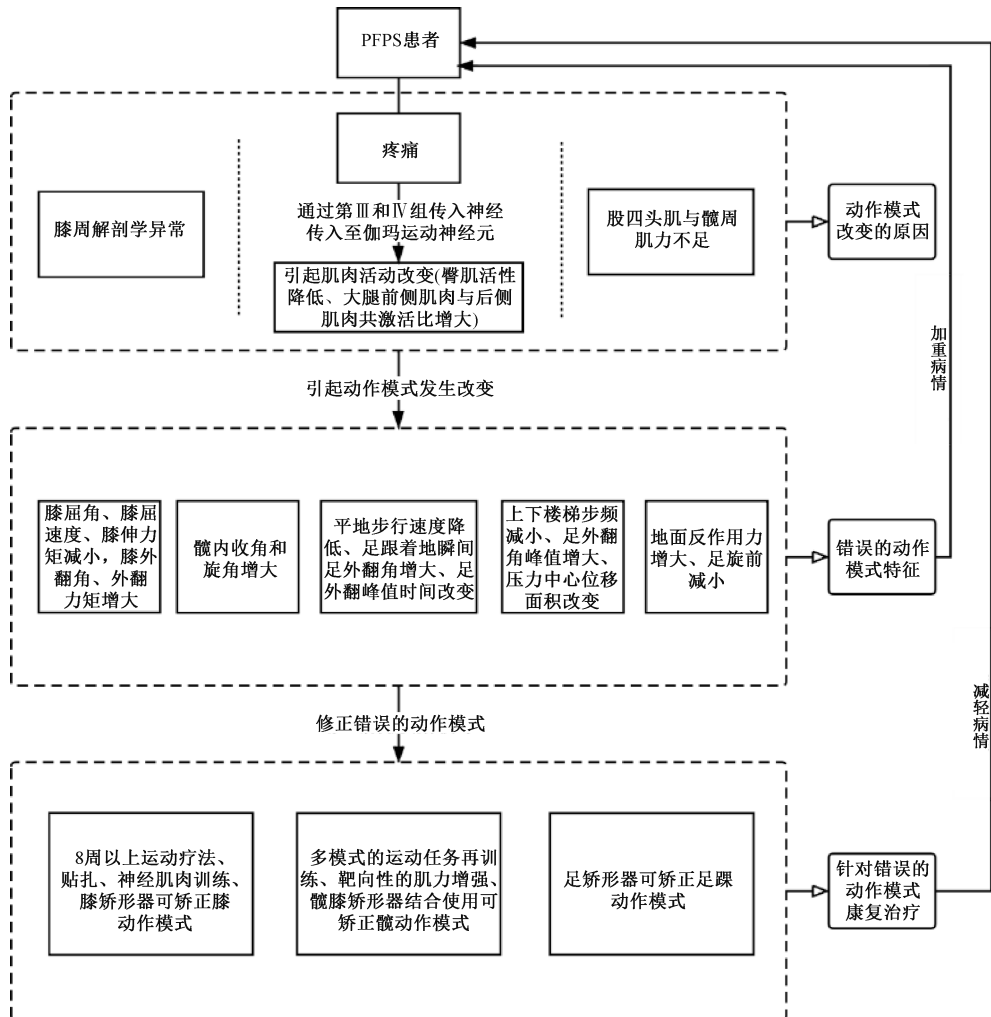 PFPS患者
疼痛
通过第Ⅲ和Ⅳ组传入神经
传入至伽玛运动神经元
膝周解剖学异常
引起肌肉活动改变(臀肌活性
降低、大腿前侧肌肉与后侧
肌肉共激活比增大)
股四头肌与髋周
肌力不足
动作模式
改变的原因
加重病情
引起动作模式发生改变
膝屈角、膝屈
速度、膝伸力
矩减小，膝外
翻角、外翻
力矩增大
髋内收角和
旋角增大
平地步行速度降
低、足跟着地瞬间
足外翻角增大、足
外翻峰值时间改变
上下楼梯步频
减小、足外翻
角峰值增大、
压力中心位移
面积改变
地面反作用力
增大、足旋前
减小
错误的动作
模式特征
减轻病情
修正错误的动作模式
8周以上运动疗法、
贴扎、神经肌肉训练、
膝矫形器可矫正膝
动作模式
多模式的运动任务再训
练、靶向性的肌力增强、
髋膝矫形器结合使用可
矫正髋动作模式
足矫形器可矫正足踝
动作模式
针对错误的
动作模式
康复治疗